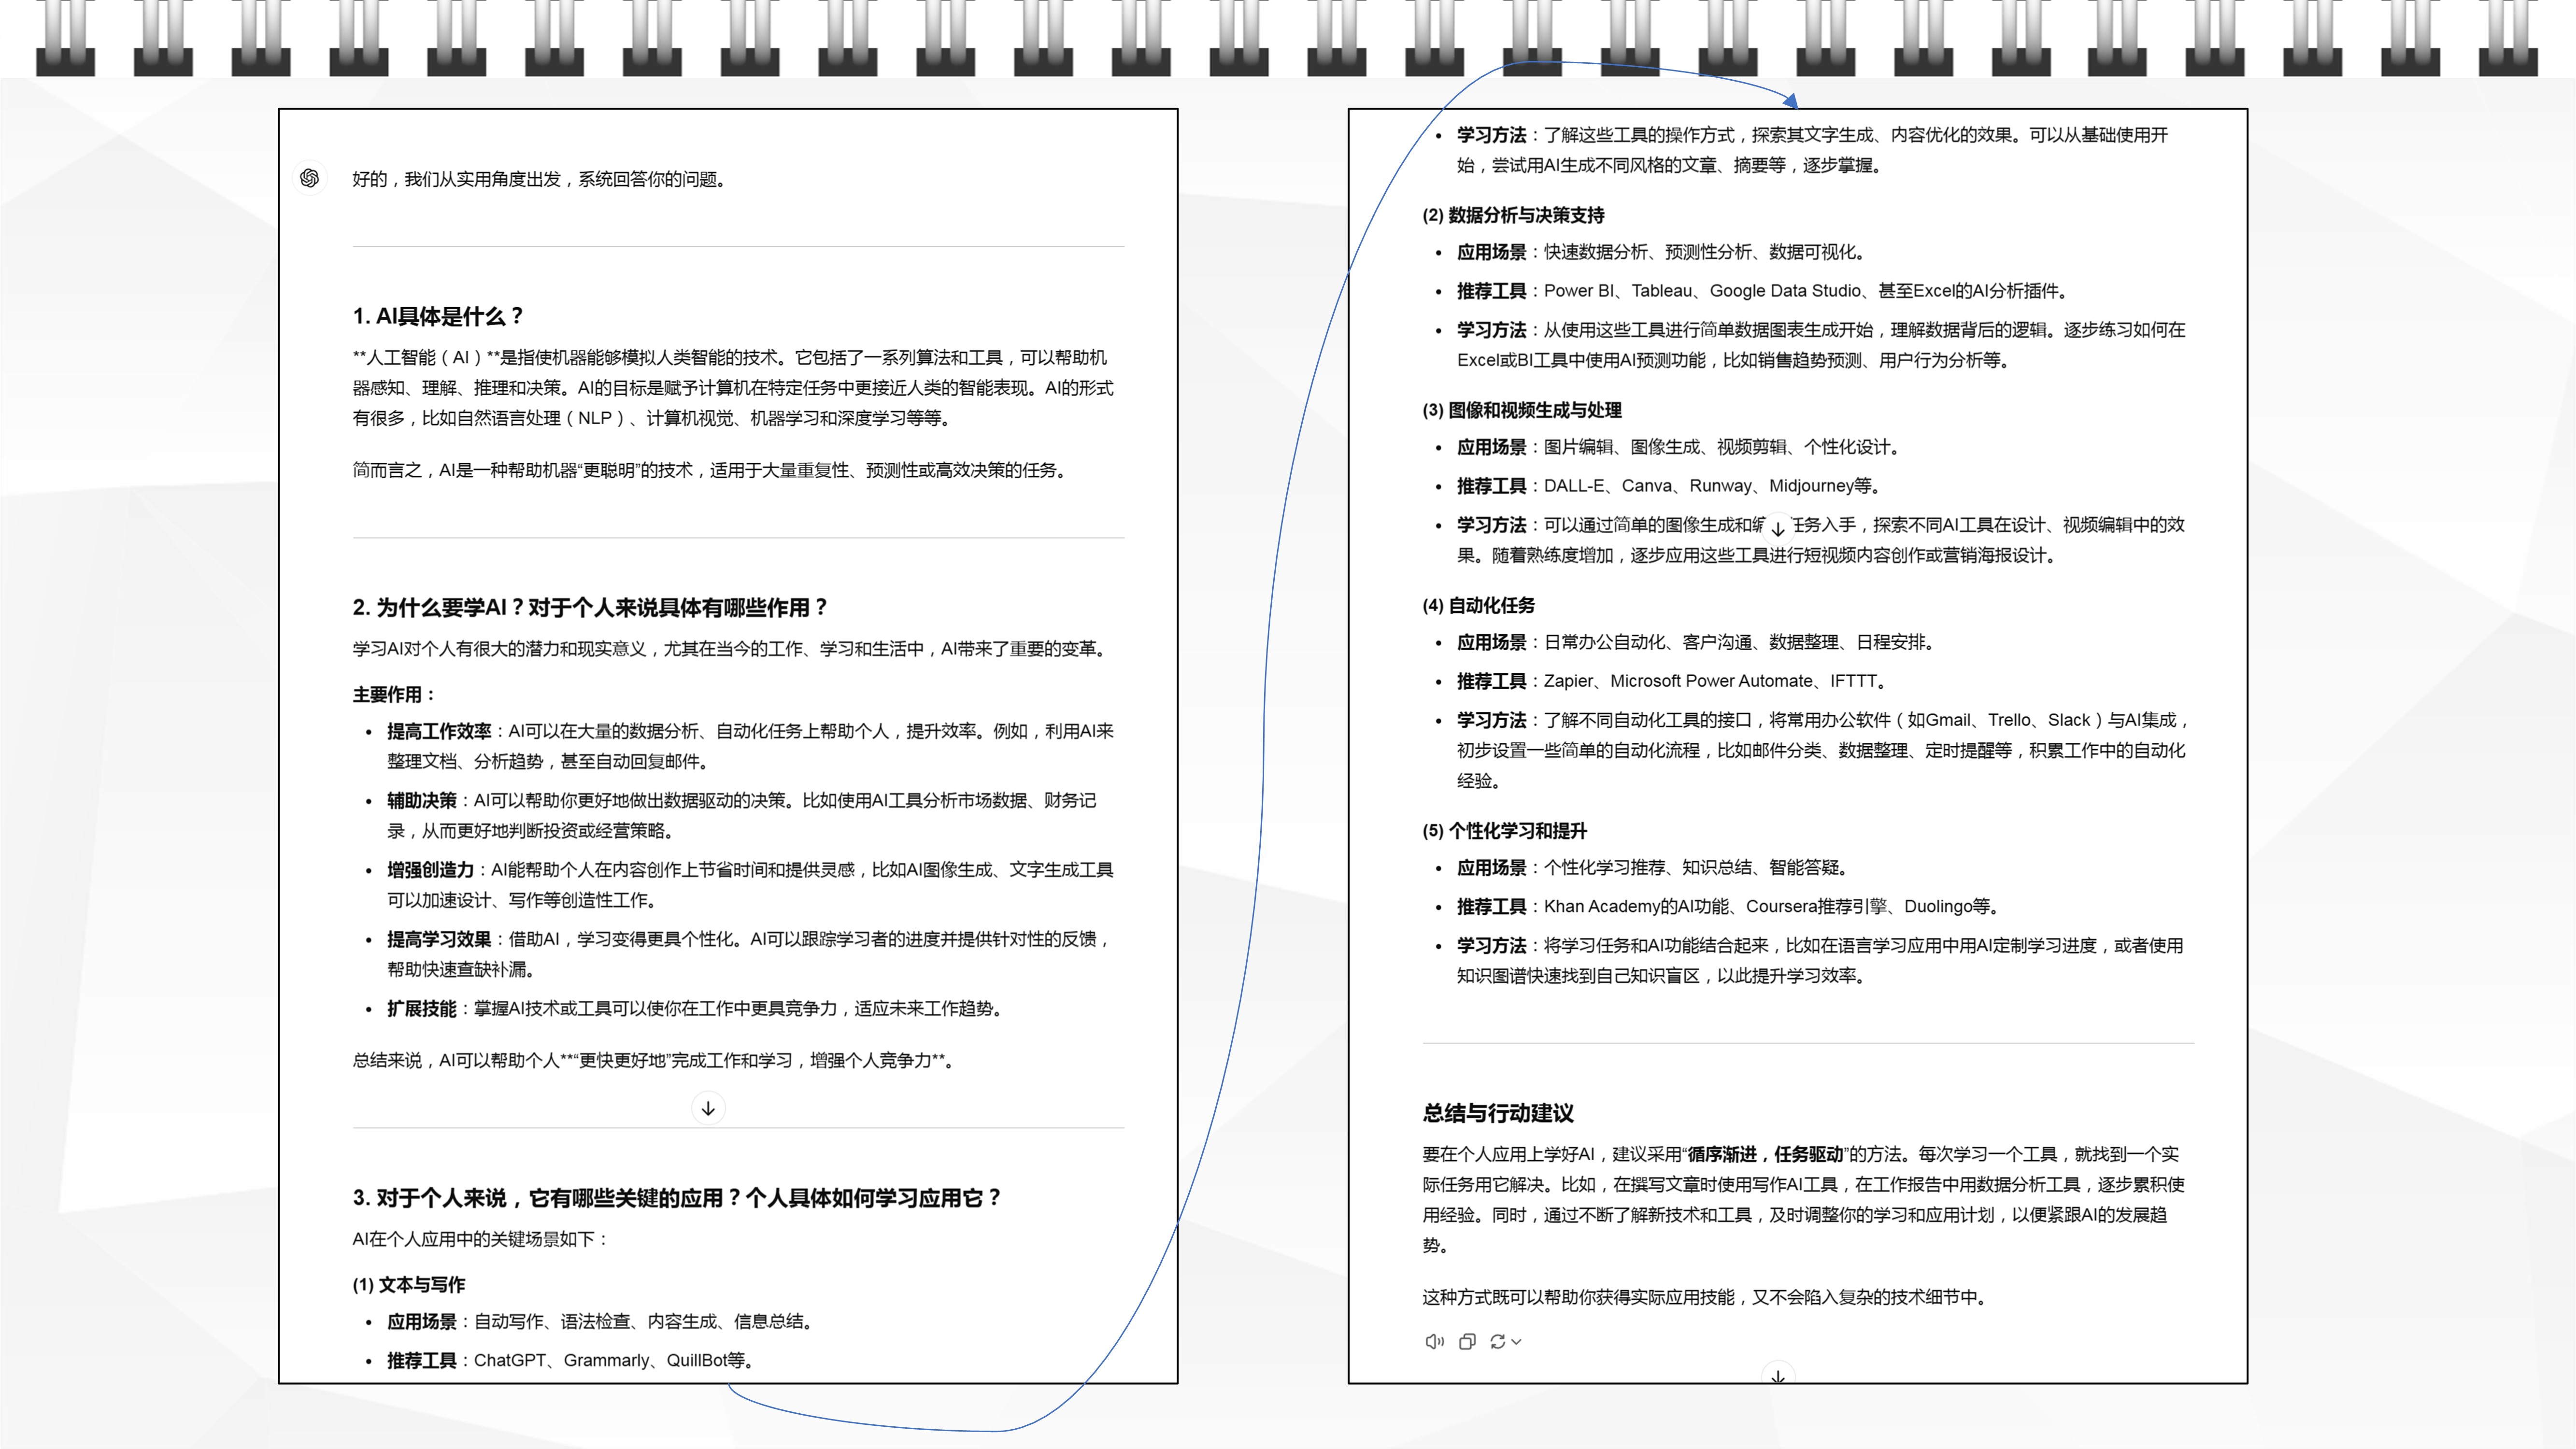 好的，我们从实用角度出发，系统回答你的问题。
1. AI具体是什么？
**人工智能（AI）**是指使机器能够模拟人类智能的技术。它包括了一系列算法和工具，可以帮助机
器感知、理解、推理和决策。AI的目标是赋予计算机在特定任务中更接近人类的智能表现。AI的形式
有很多，比如自然语言处理（NLP）、计算机视觉、机器学习和深度学习等等。
简而言之，AI是一种帮助机器“更聪明”的技术，适用于大量重复性、预测性或高效决策的任务。
2. 为什么要学AI？对于个人来说具体有哪些作用？
学习AI对个人有很大的潜力和现实意义，尤其在当今的工作、学习和生活中，AI带来了重要的变革。
主要作用：
• 提高工作效率：AI可以在大量的数据分析、自动化任务上帮助个人，提升效率。例如，利用AI来
整理文档、分析趋势，甚至自动回复邮件。
• 辅助决策：AI可以帮助你更好地做出数据驱动的决策。比如使用AI工具分析市场数据、财务记
录，从而更好地判断投资或经营策略。
• 增强创造力：AI能帮助个人在内容创作上节省时间和提供灵感，比如AI图像生成、文字生成工具
可以加速设计、写作等创造性工作。
• 提高学习效果：借助AI，学习变得更具个性化。AI可以跟踪学习者的进度并提供针对性的反馈，
帮助快速查缺补漏。
• 扩展技能：掌握AI技术或工具可以使你在工作中更具竞争力，适应未来工作趋势。
总结来说，AI可以帮助个人**“更快更好地”完成工作和学习，增强个人竞争力**。
3. 对于个人来说，它有哪些关键的应用？个人具体如何学习应用它？
AI在个人应用中的关键场景如下：
(1) 文本与写作
• 应用场景：自动写作、语法检查、内容生成、信息总结。
• 推荐工具：ChatGPT、Grammarly、QuillBot等。
• 学习方法：了解这些工具的操作方式，探索其文字生成、内容优化的效果。可以从基础使用开
始，尝试用AI生成不同风格的文章、摘要等，逐步掌握。
(2) 数据分析与决策支持
• 应用场景：快速数据分析、预测性分析、数据可视化。
• 推荐工具：Power BI、Tableau、Google Data Studio、甚至Excel的AI分析插件。
• 学习方法：从使用这些工具进行简单数据图表生成开始，理解数据背后的逻辑。逐步练习如何在
Excel或BI工具中使用AI预测功能，比如销售趋势预测、用户行为分析等。
(3) 图像和视频生成与处理
• 应用场景：图片编辑、图像生成、视频剪辑、个性化设计。
• 推荐工具：DALL-E、Canva、Runway、Midjourney等。
• 学习方法：可以通过简单的图像生成和任务入手，探索不同AI工具在设计、视频编辑中的效
果。随着熟练度增加，逐步应用这些工具进行短视频内容创作或营销海报设计。
(4) 自动化任务
• 应用场景：日常办公自动化、客户沟通、数据整理、日程安排。
• 推荐工具：Zapier、Microsoft Power Automate、IFTTT。
• 学习方法：了解不同自动化工具的接口，将常用办公软件（如Gmail、Trello、Slack）与AI集成，
初步设置一些简单的自动化流程，比如邮件分类、数据整理、定时提醒等，积累工作中的自动化
经验。
(5) 个性化学习和提升
• 应用场景：个性化学习推荐、知识总结、智能答疑。
• 推荐工具：Khan Academy的AI功能、Coursera推荐引擎、Duolingo等。
• 学习方法：将学习任务和AI功能结合起来，比如在语言学习应用中用AI定制学习进度，或者使用
知识图谱快速找到自己知识盲区，以此提升学习效率。
总结与行动建议
要在个人应用上学好AI，建议采用“循序渐进，任务驱动”的方法。每次学习一个工具，就找到一个实
际任务用它解决。比如，在撰写文章时使用写作AI工具，在工作报告中用数据分析工具，逐步累积使
用经验。同时，通过不断了解新技术和工具，及时调整你的学习和应用计划，以便紧跟AI的发展趋
势。
这种方式既可以帮助你获得实际应用技能，又不会陷入复杂的技术细节中。